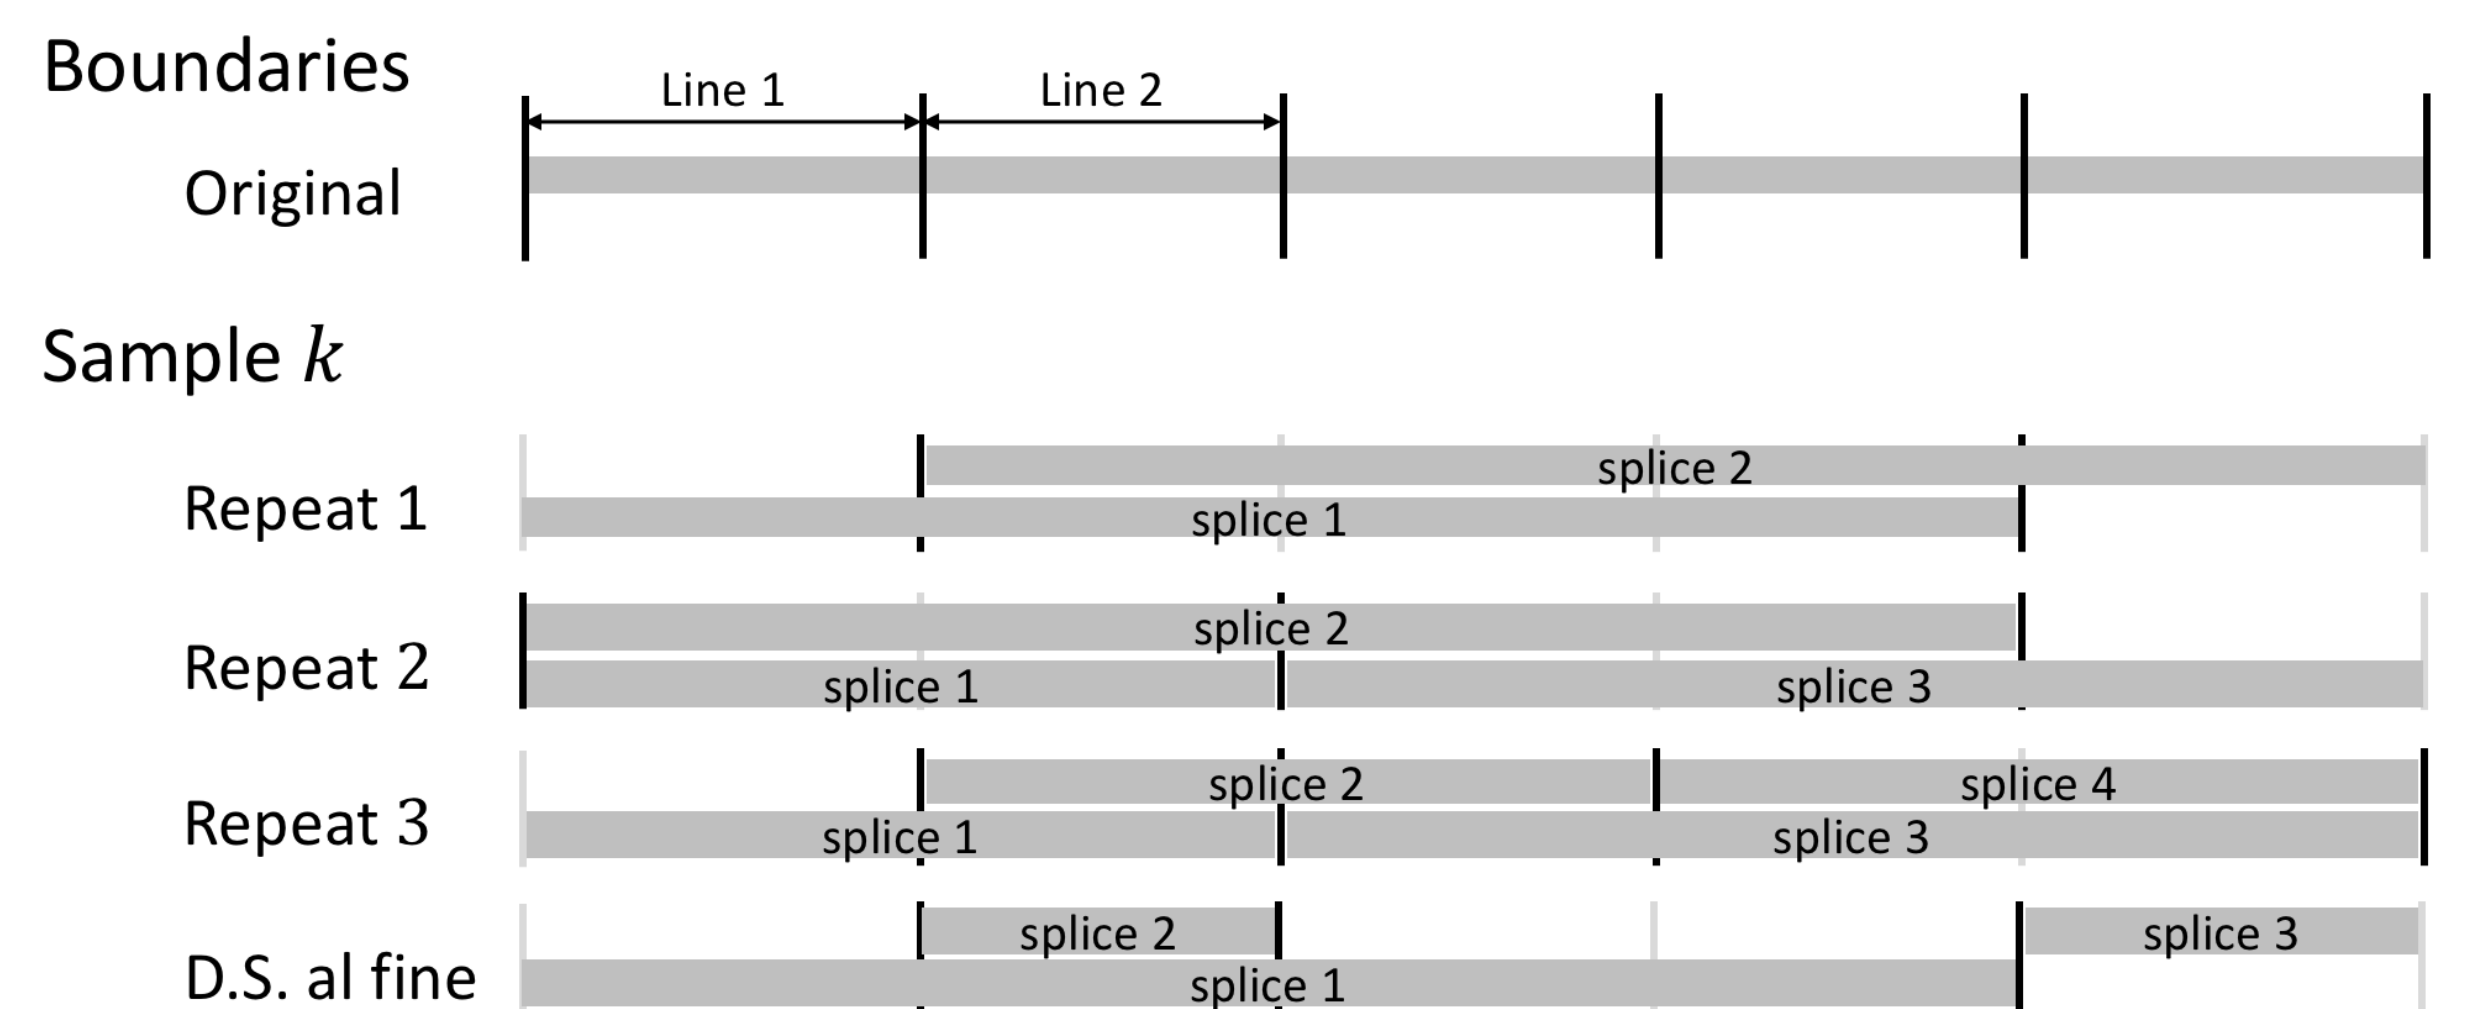 Boundaries
Line 1 Line 2
Original
Sample k
splice 2
Repeat 1
splice 1
splice 2
Repeat 2
splice 1 splice 3
splice 2 splice 4
Repeat 3
splice 1 splice 3
splice 2 splice 3
D.S. al fine
splice 1